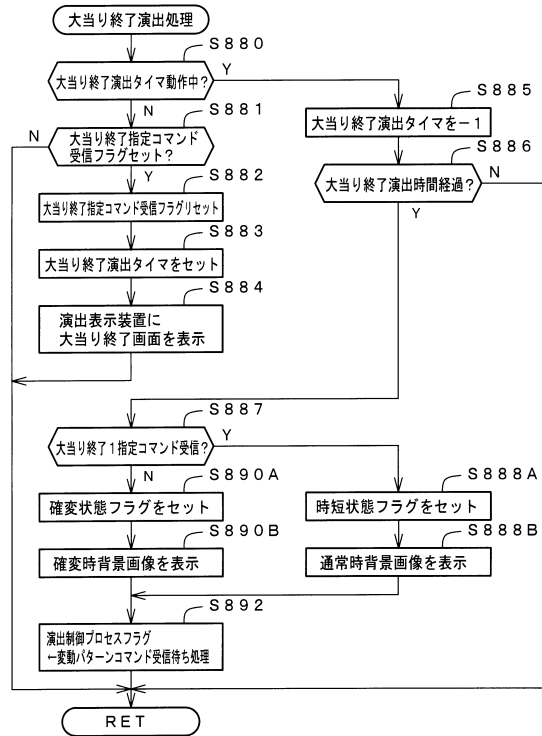 大当り終了演出処理
S880
大当り終了演出タイマ動作中?
Y
N
S881
大当り終了指定コマンド
受信フラグセット?
N
Y
S882
大当り終了指定コマンド受信フラグリセット
S883
大当り終了演出タイマをセット
S884
演出表示装置に
大当り終了画面を表示
S885
大当り終了演出タイマを-1
S886
大当り終了演出時間経過?
N
Y
S887
大当り終了1指定コマンド受信?
Y
N
S890A
確変状態フラグをセット
S890B
確変時背景画像を表示
S888A
時短状態フラグをセット
S888B
通常時背景画像を表示
S892
演出制御プロセスフラグ
←変動パターンコマンド受信待ち処理
RET